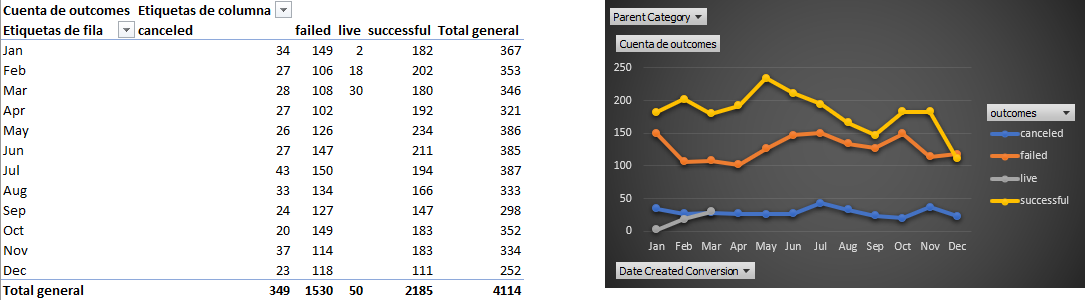 Cuenta de outcomes Etiquetas de columna
Etiquetas de fila canceled failed live successful Total general
Jan 34 149 2 182 367
Feb 27 106 18 202 353
Mar 28 108 30 180 346
Apr 27 102 192 321
May 26 126 234 386
Jun 27 147 211 385
Jul 43 150 194 387
Aug 33 134 166 333
Sep 24 127 147 298
Oct 20 149 183 352
Nov 37 114 183 334
Dec 23 118 111 252
Total general 349 1530 50 2185 4114
Parent Category
Cuenta de outcomes
250
200
150
100
50
0
Jan Feb Mar Apr May Jun Jul Aug Sep Oct Nov Dec
outcomes
canceled
failed
live
successful
Date Created Conversion